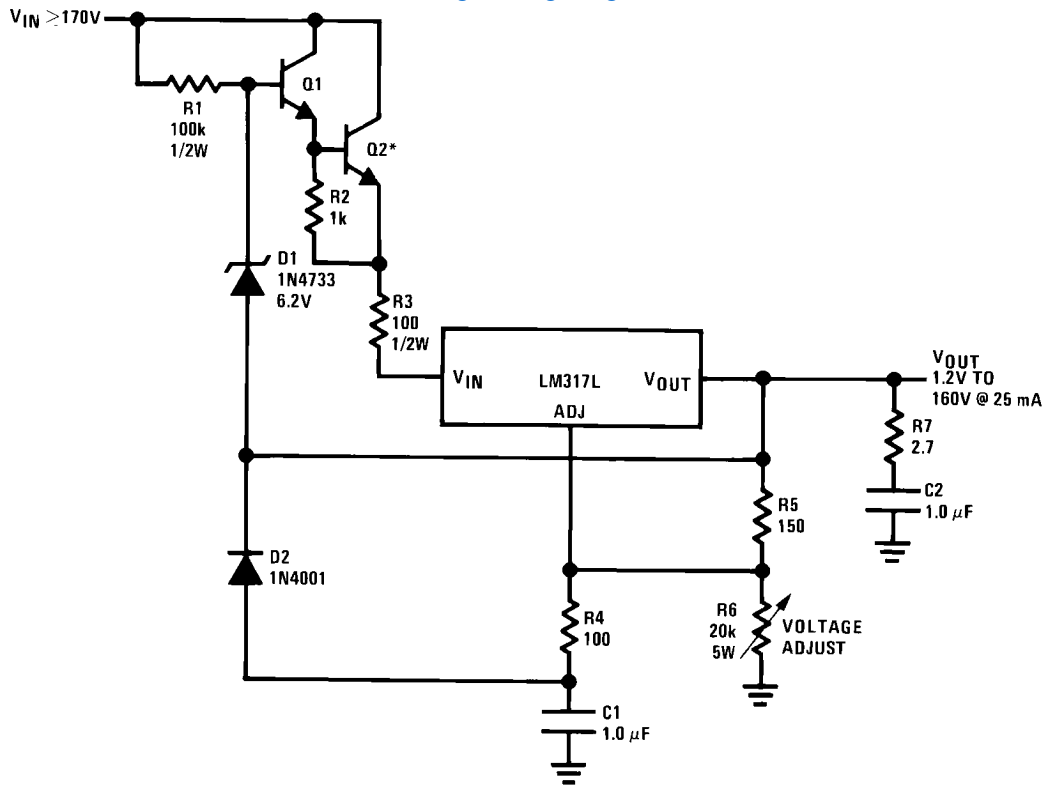 VIN ≥170V
Q1
R1
100k
1/2W
Q2*
R2
1k
D1
1N4733
6.2V
R3
100
1/2W
VIN
LM317L
VOUT
ADJ
VOUT
1.2V TO
160V @ 25 mA
R7
2.7
C2
1.0 μF
R5
150
D2
1N4001
R4
100
R6
20k
5W
VOLTAGE
ADJUST
C1
1.0 μF